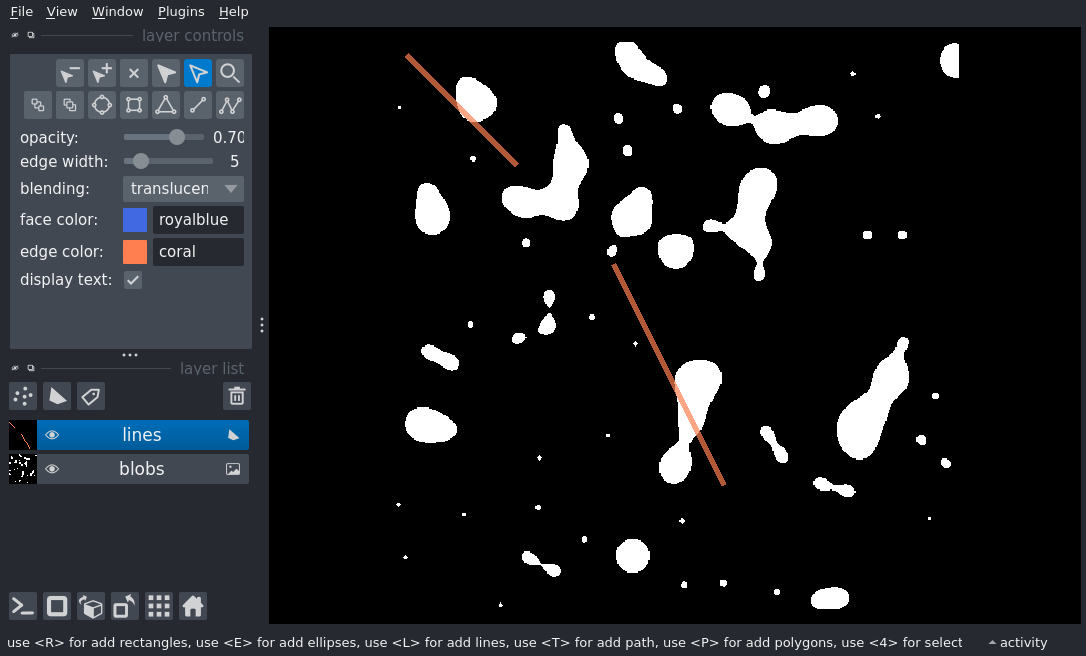 File View Window Plugins Help
layer controls
opacity: 0.70
edge width: 5
blending: translucen
face color: royalblue
edge color: coral
display text:
layer list
lines
blobs
use <R> for add rectangles, use <E> for add ellipses, use <L> for add lines, use <T> for add path, use <P> for add polygons, use <4> for select activity